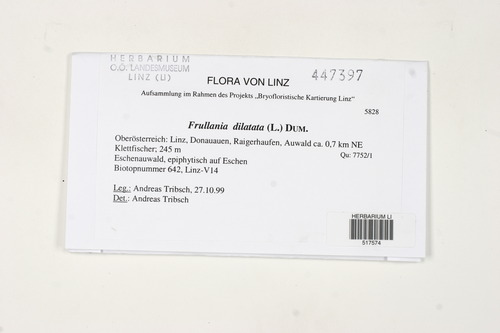 HERBARIUM
O.Ö. LANDESMUSEUM
LINZ (U)
FLORA VON LINZ
447397
Aufsammlung im Rahmen des Projekts „Bryofloristische Kartierung Linz"
5828
Frullania dilatata (L.) DUM.
Oberösterreich: Linz, Donauauen, Raigerhaufen, Auwald ca. 0,7 km NE
Klettfischer; 245 m
Qu: 7752/1
Eschenauwald, epiphytisch auf Eschen
Biotopnummer 642, Linz-V14
Leg.: Andreas Tribsch, 27.10.99
Det.: Andreas Tribsch
HERBARIUM LI
517574